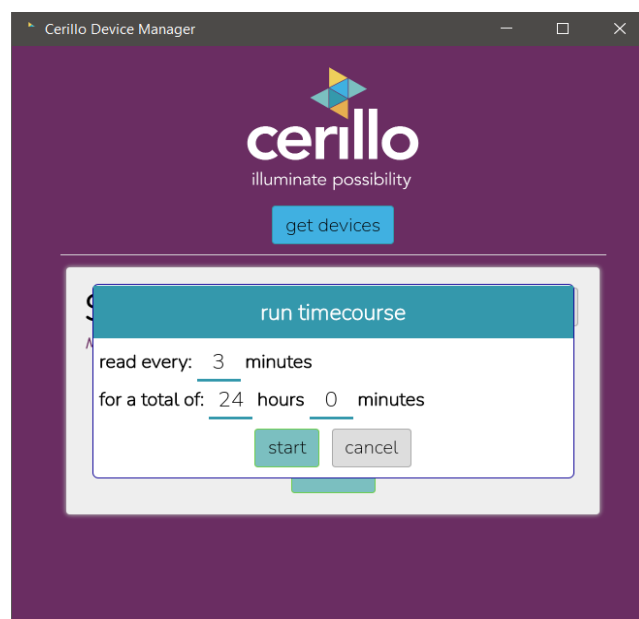 Cerillo Device Manager
cerillo
illuminate possibility
get devices
run timecourse
read every: 3 minutes
for a total of: 24 hours 0 minutes
start cancel